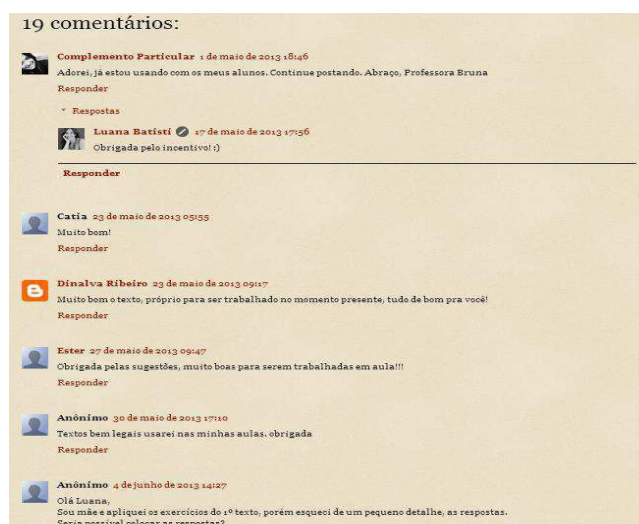 19 comentários:
Complemento Particular 1 de maio de 2013 18:46
Adorei, já estou usando com os meus alunos. Continue postando. Abraço, Professora Bruna
Responder
Respostas
Luana Batisti 17 de maio de 2013 17:56
Obrigada pelo incentivo! :)
Responder
Catia 23 de maio de 2013 05:55
Muito bom!
Responder
Dinalva Ribeiro 23 de maio de 2013 09:17
Muito bom o texto, próprio para ser trabalhado no momento presente, tudo de bom pra você!
Responder
Ester 27 de maio de 2013 09:47
Obrigada pelas sugestões, muito boas para serem trabalhadas em aula!!!
Responder
Anônimo 30 de maio de 2013 17:10
Textos bem legais usarei nas minhas aulas. obrigada
Responder
Anônimo 4 de junho de 2013 14:27
Olá Luana,
Sou mãe e apliquei os exercícios do 1º texto, porém esqueci de um pequeno detalhe, as respostas.
Seria possível colocar as respostas?